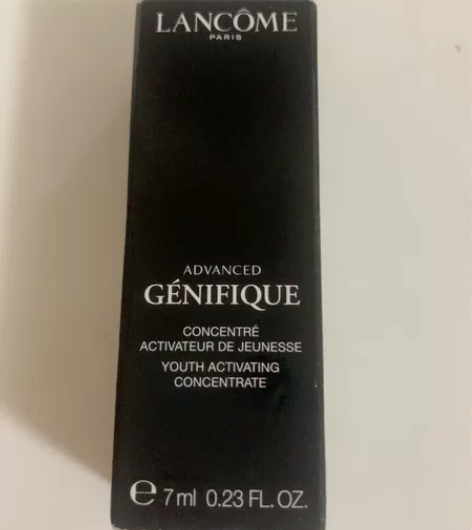 LANCÔME
PARIS
ADVANCED
GÉNIFIQUE
CONCENTRÉ
ACTIVATEUR DE JEUNESSE
YOUTH ACTIVATING
CONCENTRATE
℮ 7ml 0.23 FL. OZ.